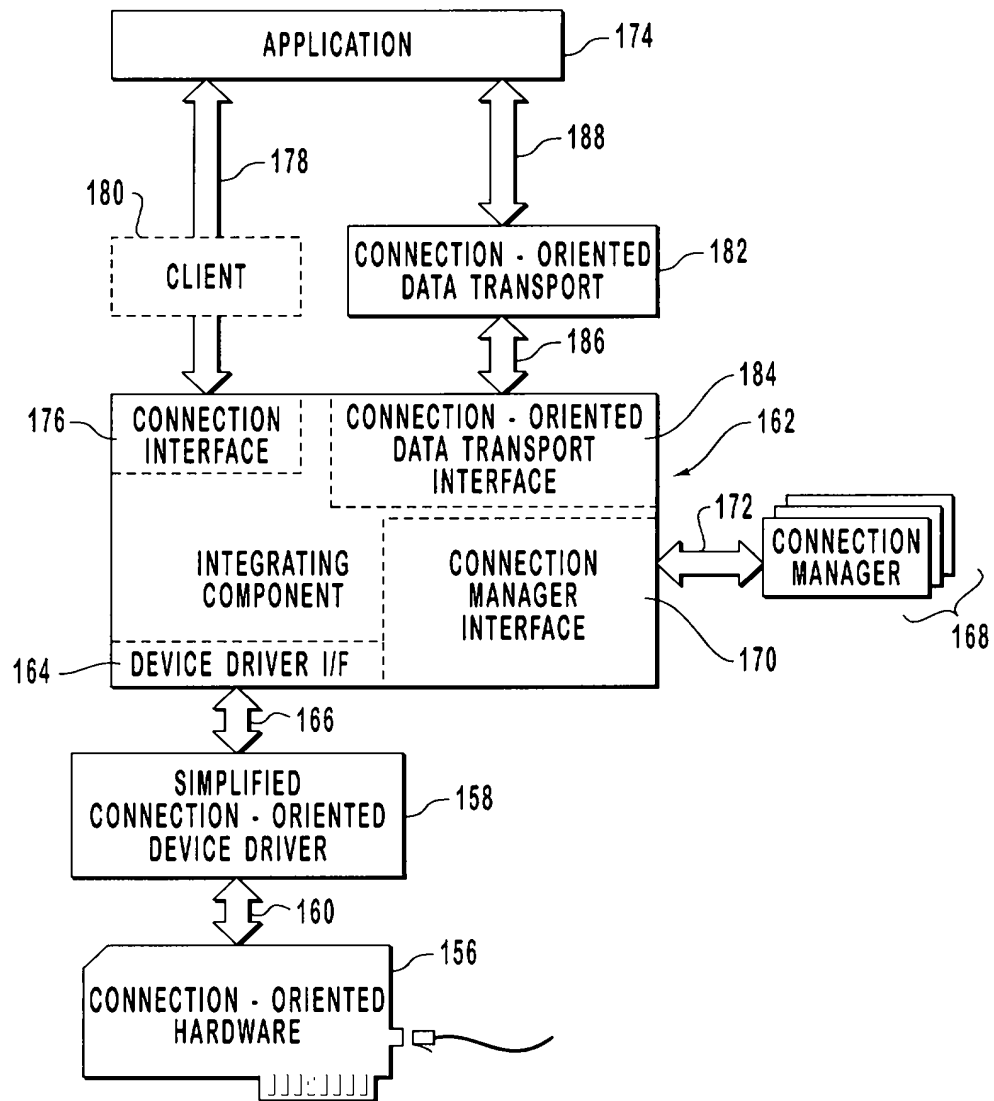 APPLICATION
174
178
188
180
CLIENT
CONNECTION - ORIENTED
DATA TRANSPORT
182
186
184
176
CONNECTION
INTERFACE
CONNECTION - ORIENTED
DATA TRANSPORT
INTERFACE
162
172
INTEGRATING
COMPONENT
CONNECTION
MANAGER
INTERFACE
CONNECTION
MANAGER
168
164
DEVICE DRIVER I/F
170
166
SIMPLIFIED
CONNECTION - ORIENTED
DEVICE DRIVER
158
160
156
CONNECTION - ORIENTED
HARDWARE